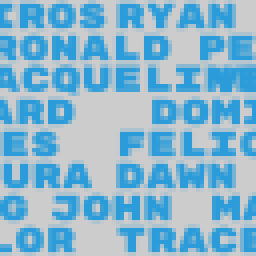 IROS RYAN
RONALD PE
ACQUELINE
ARD DOMI
ES FELIC
URA DAWN
G JOHN MA
LOR TRACE